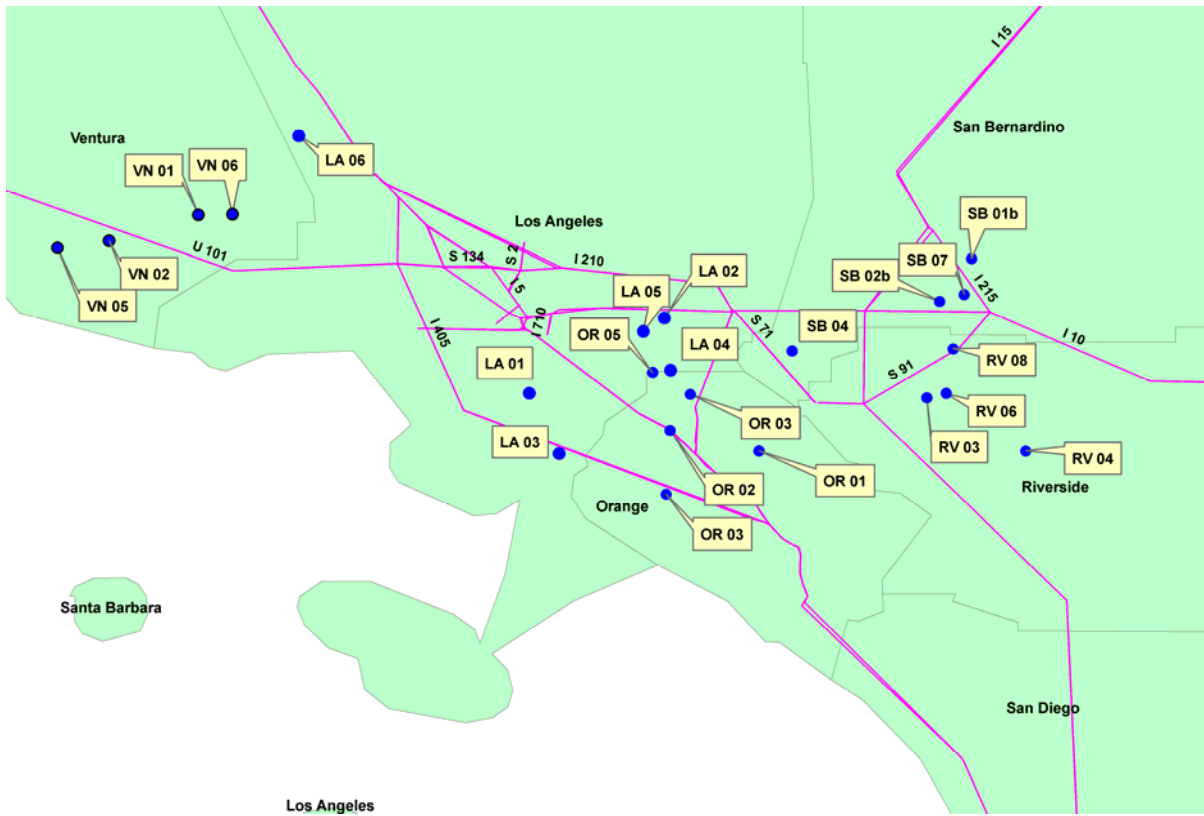 I 15
San Bernardino
Ventura
VN 01
VN 06
LA 06
Los Angeles
SB 01b
U 101
S 134
S 2
I 210
SB 07
VN 02
I 5
LA 05
LA 02
SB 02b
I 215
VN 05
I 405
I 710
OR 05
LA 04
S 71
SB 04
I 10
LA 01
S 91
RV 08
OR 03
RV 06
LA 03
RV 03
RV 04
OR 02
OR 01
Orange
Riverside
OR 03
Santa Barbara
San Diego
Los Angeles